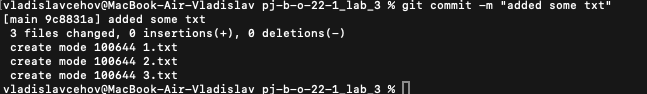 [vladislavcehov@MacBook-Air-Vladislav pj-b-o-22-1_lab_3 % git commit -m "added some txt"]
[main 9c8831a] added some txt
 3 files changed, 0 insertions(+), 0 deletions(-)
 create mode 100644 1.txt
 create mode 100644 2.txt
 create mode 100644 3.txt
vladislavcehov@MacBook-Air-Vladislav pj-b-o-22-1_lab_3 %